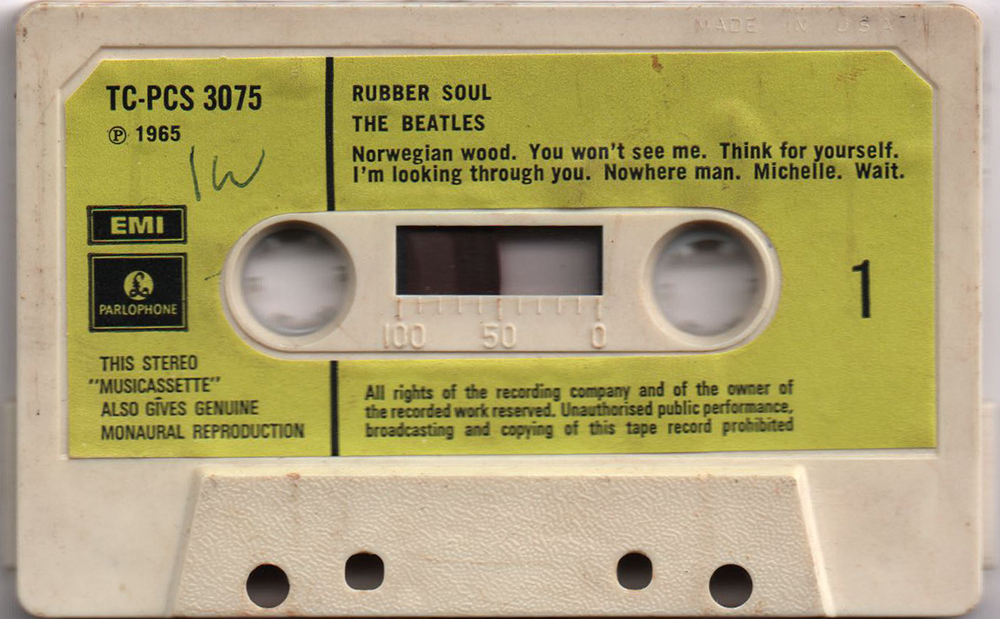 MADE IN USA
TC-PCS 3075
℗ 1965
RUBBER SOUL
THE BEATLES
Norwegian wood. You won't see me. Think for yourself.
I'm looking through you. Nowhere man. Michelle. Wait.
EMI
PARLOPHONE
1
100 50 0
THIS STEREO
"MUSICASSETTE"
ALSO GIVES GENUINE
MONAURAL REPRODUCTION
All rights of the recording company and of the owner of
the recorded work reserved. Unauthorised public performance,
broadcasting and copying of this tape record prohibited